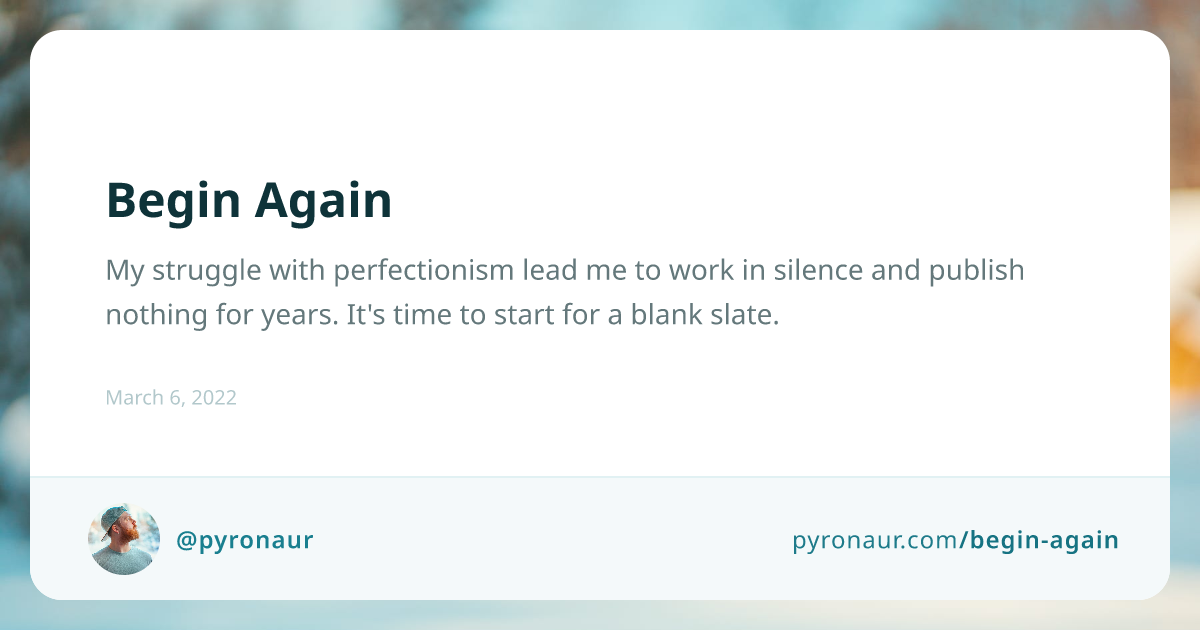 Begin Again
My struggle with perfectionism lead me to work in silence and publish
nothing for years. It's time to start for a blank slate.
March 6, 2022
@pyronaur
pyronaur.com/begin-again